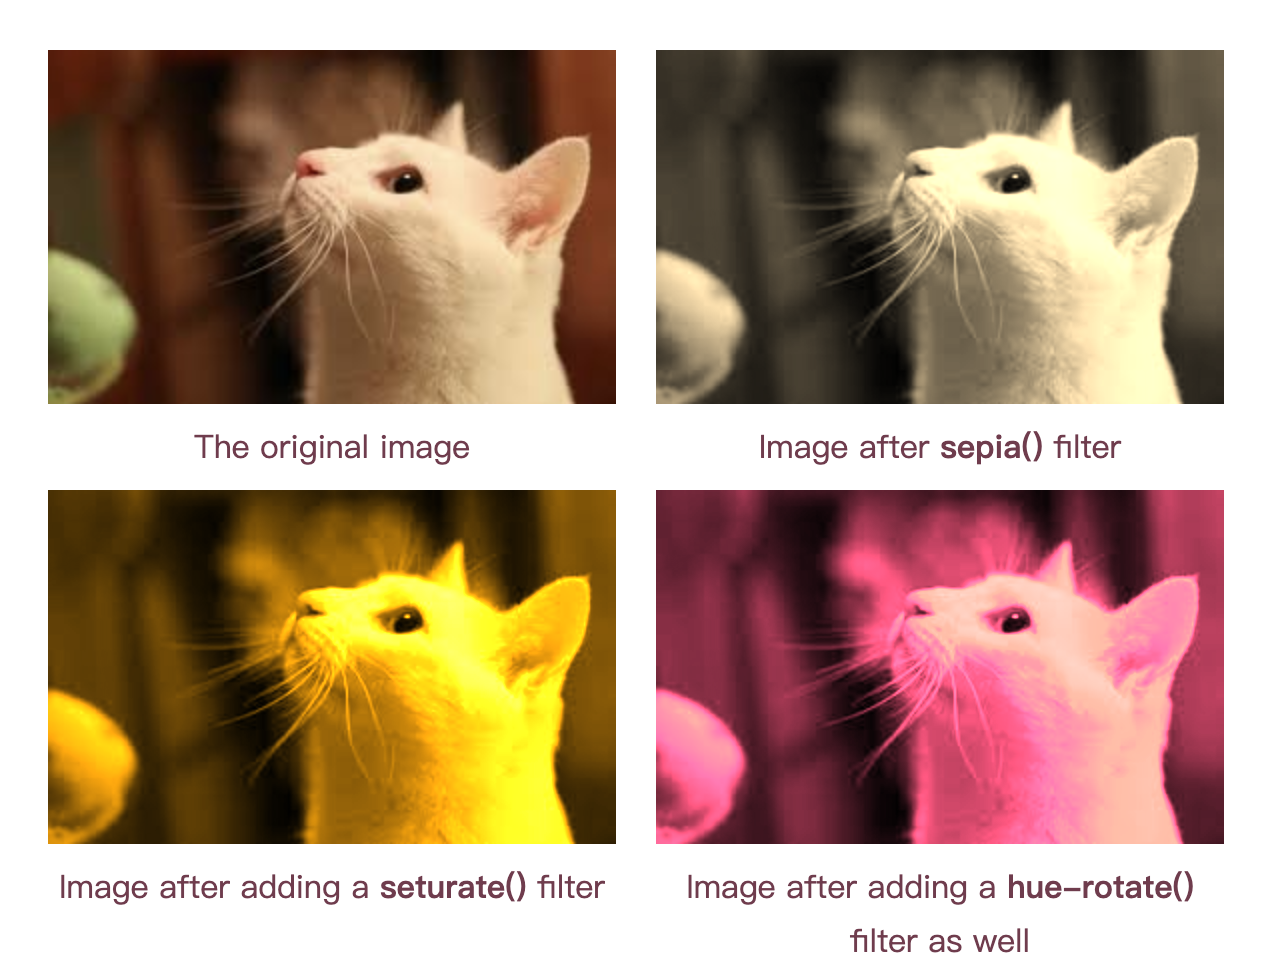 The original image
Image after sepia() filter
Image after adding a seturate() filter
Image after adding a hue-rotate()
filter as well